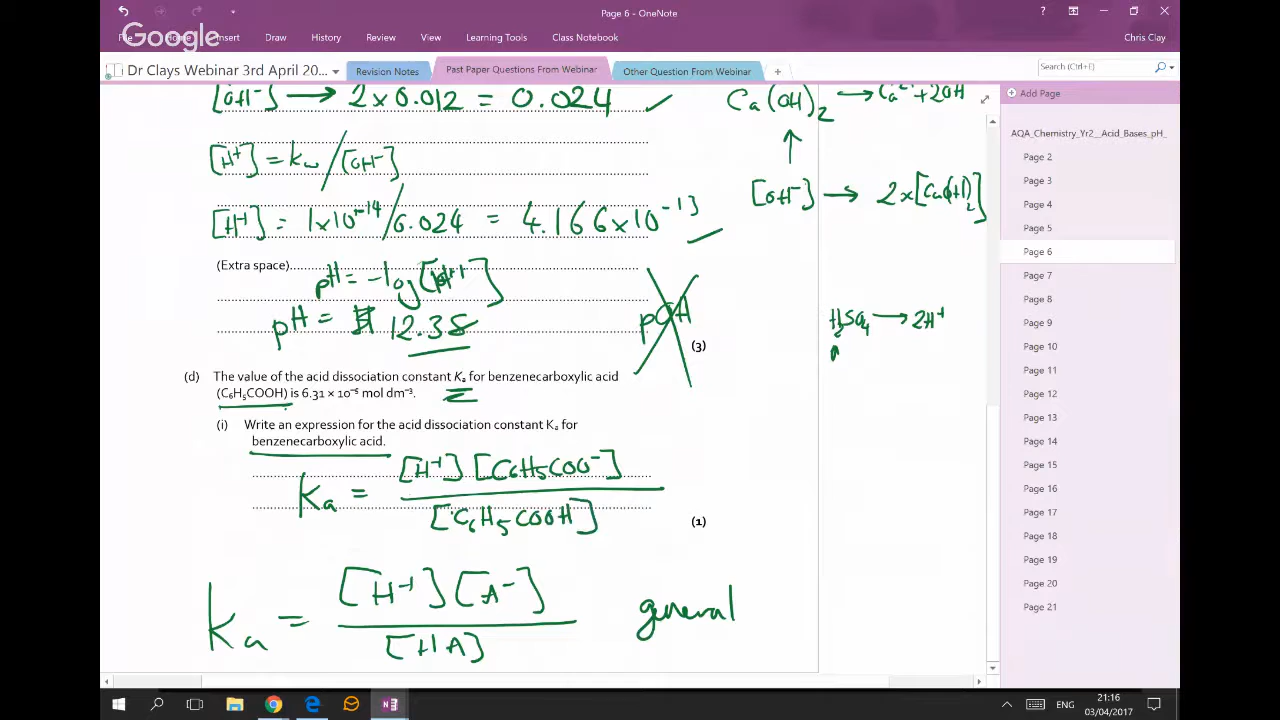 Page 6 - OneNote
Google
Insert
Draw
History
Review
View
Learning Tools
Class Notebook
Chris Clay
Dr Clays Webinar 3rd April 20...
Revision Notes
Past Paper Questions From Webinar
Other Question From Webinar
Search (Ctrl+E)
[OH-] → 2 x 0.012 = 0.024
[H+] = kw / [OH-]
[H+] = 1x10-14 / 0.024 = 4.166x10-13
(Extra space) pH = -log [H+]
pH = 12.38
pOH
(3)
Ca(OH)2 → Ca2+ + 2OH
[OH-] → 2 x [Ca(OH)2]
H2SO4 → 2H+
(d) The value of the acid dissociation constant Ka for benzenecarboxylic acid
(C6H5COOH) is 6.31 × 10–5 mol dm–3.
(i) Write an expression for the acid dissociation constant Ka for
benzenecarboxylic acid.
Ka = [H+] [C6H5COO-]
[C6H5COOH]
(1)
Ka = [H+] [A-]
[HA]
general
Add Page
AQA_Chemistry_Yr2__Acid_Bases_pH_
Page 2
Page 3
Page 4
Page 5
Page 6
Page 7
Page 8
Page 9
Page 10
Page 11
Page 12
Page 13
Page 14
Page 15
Page 16
Page 17
Page 18
Page 19
Page 20
Page 21
ENG
21:16
03/04/2017